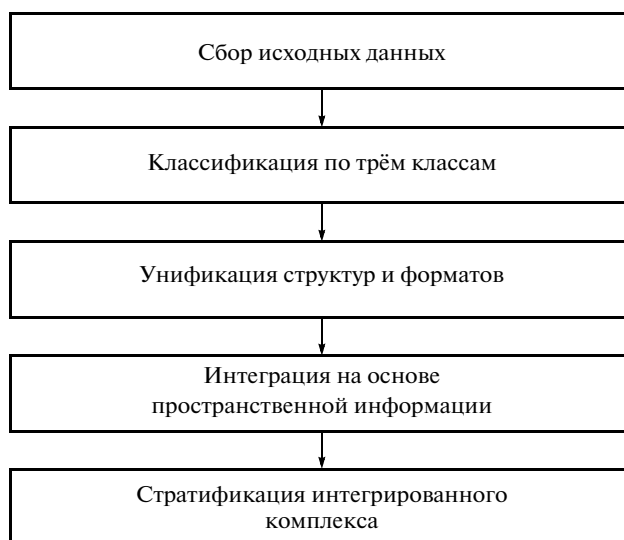 Сбор исходных данных
Классификация по трём классам
Унификация структур и форматов
Интеграция на основе
пространственной информации
Стратификация интегрированного
комплекса